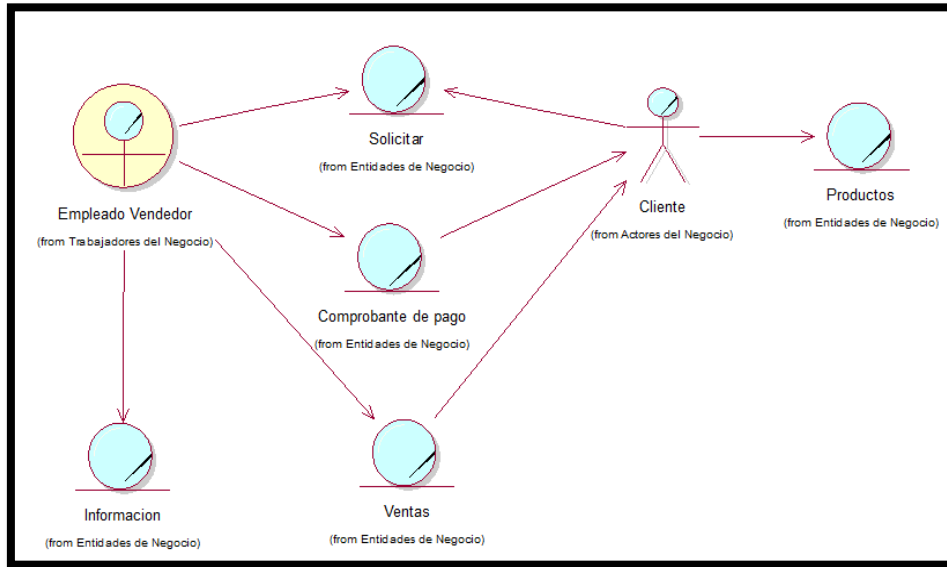 Solicitar
(from Entidades de Negocio)
Empleado Vendedor
(from Trabajadores del Negocio)
Cliente
(from Actores del Negocio)
Productos
(from Entidades de Negocio)
Comprobante de pago
(from Entidades de Negocio)
Informacion
(from Entidades de Negocio)
Ventas
(from Entidades de Negocio)